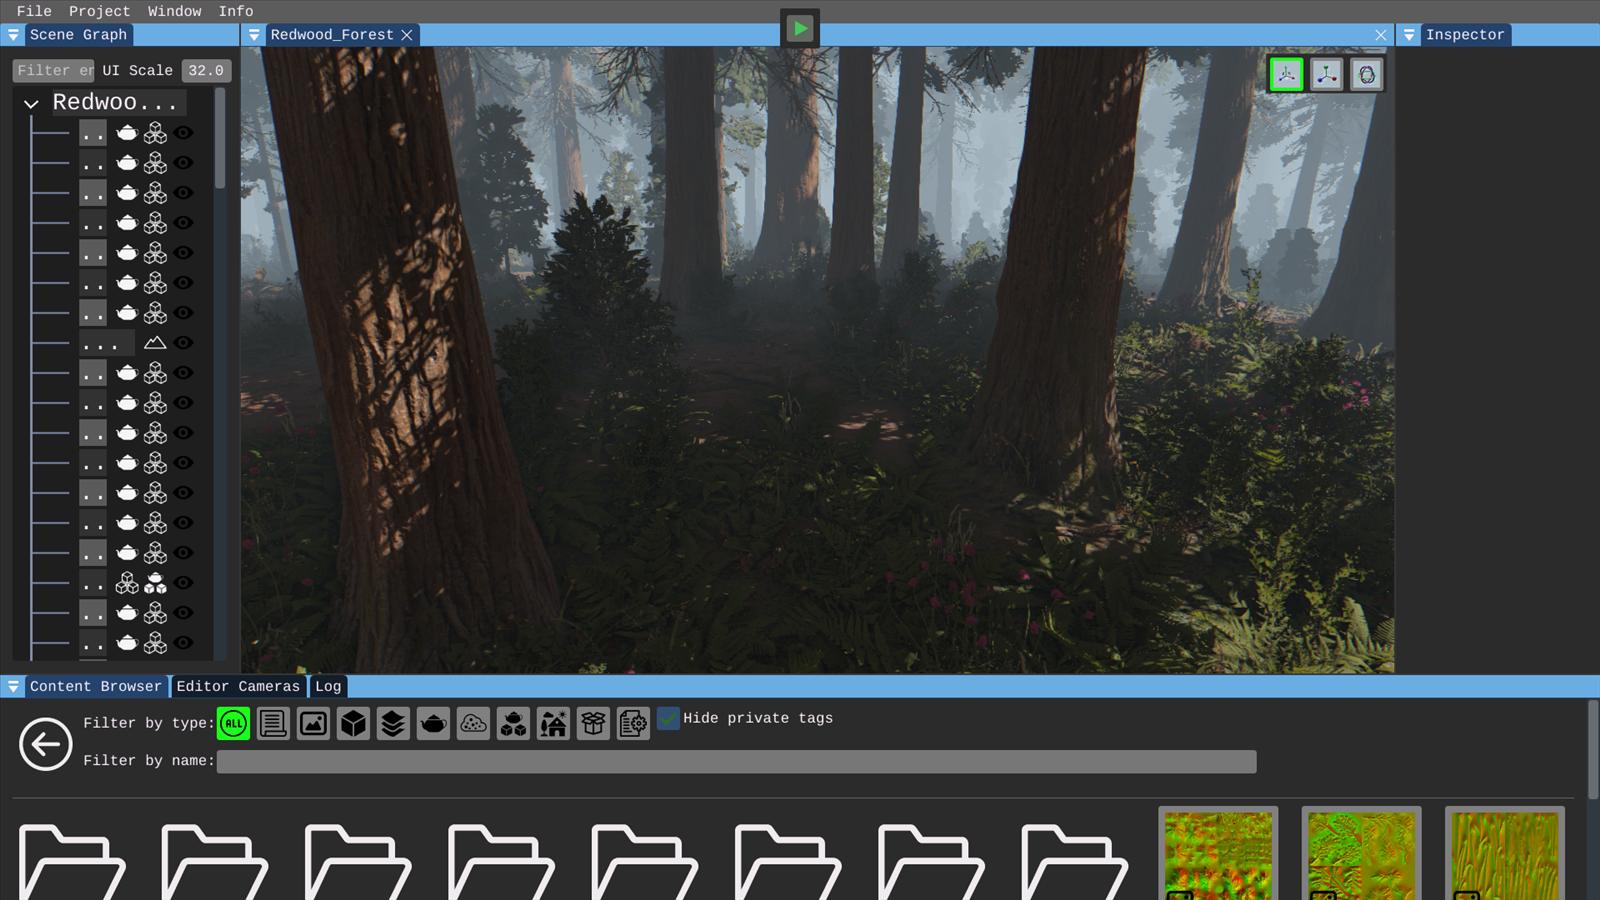 File Project Window Info
Scene Graph
Redwood_Forest
Inspector
Filter er
UI Scale 32.0
Redwoo...
..
..
..
..
..
..
..
...
..
..
..
..
..
..
..
..
..
..
Content Browser Editor Cameras Log
Filter by type: ALL Hide private tags
Filter by name: